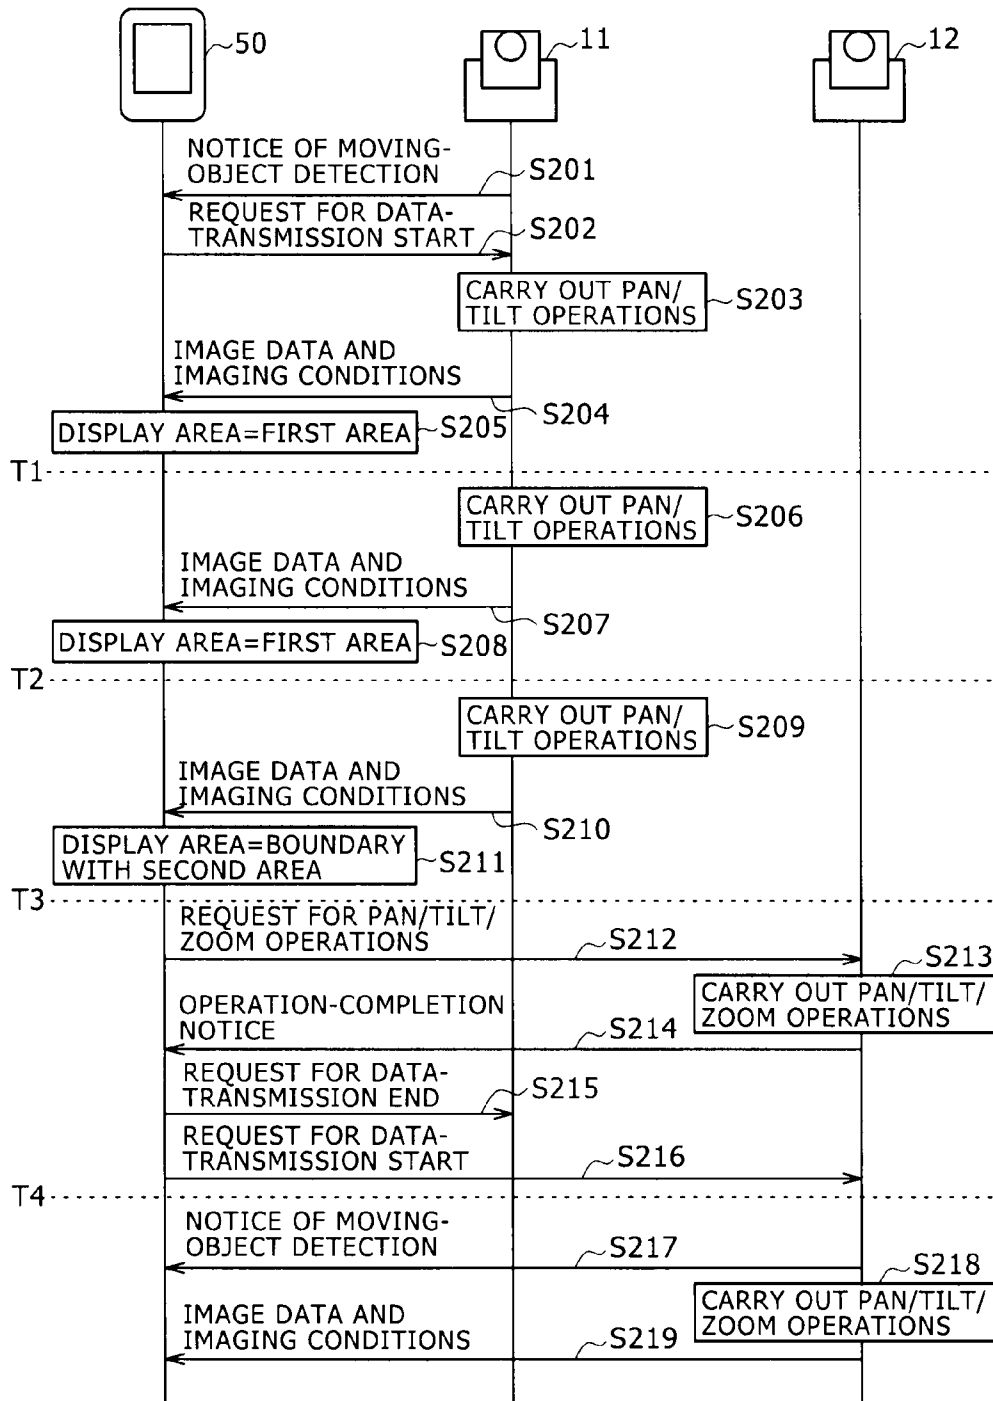 50
11
12
NOTICE OF MOVING-
OBJECT DETECTION
S201
REQUEST FOR DATA-
TRANSMISSION START
S202
CARRY OUT PAN/
TILT OPERATIONS
S203
IMAGE DATA AND
IMAGING CONDITIONS
S204
DISPLAY AREA=FIRST AREA
S205
T1
CARRY OUT PAN/
TILT OPERATIONS
S206
IMAGE DATA AND
IMAGING CONDITIONS
S207
DISPLAY AREA=FIRST AREA
S208
T2
CARRY OUT PAN/
TILT OPERATIONS
S209
IMAGE DATA AND
IMAGING CONDITIONS
S210
DISPLAY AREA=BOUNDARY
WITH SECOND AREA
S211
T3
REQUEST FOR PAN/TILT/
ZOOM OPERATIONS
S212
S213
CARRY OUT PAN/TILT/
ZOOM OPERATIONS
OPERATION-COMPLETION
NOTICE
S214
REQUEST FOR DATA-
TRANSMISSION END
S215
REQUEST FOR DATA-
TRANSMISSION START
S216
T4
NOTICE OF MOVING-
OBJECT DETECTION
S217
S218
CARRY OUT PAN/TILT/
ZOOM OPERATIONS
IMAGE DATA AND
IMAGING CONDITIONS
S219